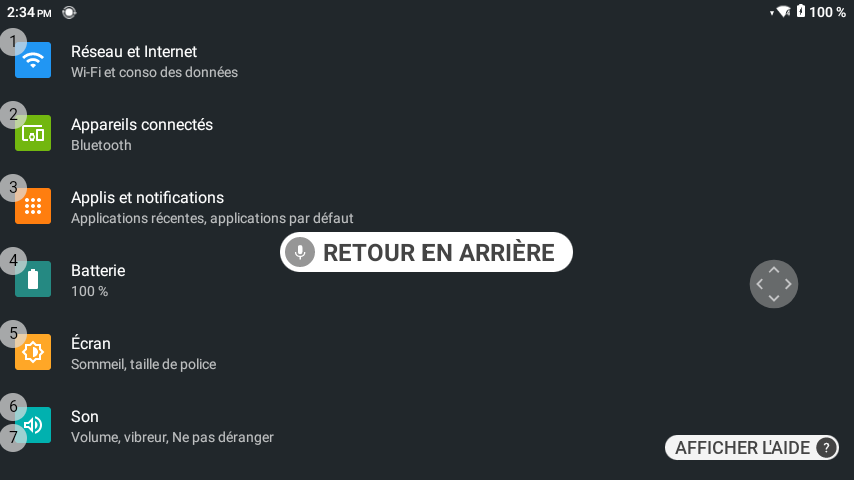 2:34 PM
100 %
1
Réseau et Internet
Wi-Fi et conso des données
2
Appareils connectés
Bluetooth
3
Applis et notifications
Applications récentes, applications par défaut
RETOUR EN ARRIÈRE
4
Batterie
100 %
5
Écran
Sommeil, taille de police
6
Son
7
Volume, vibreur, Ne pas déranger
AFFICHER L'AIDE ?